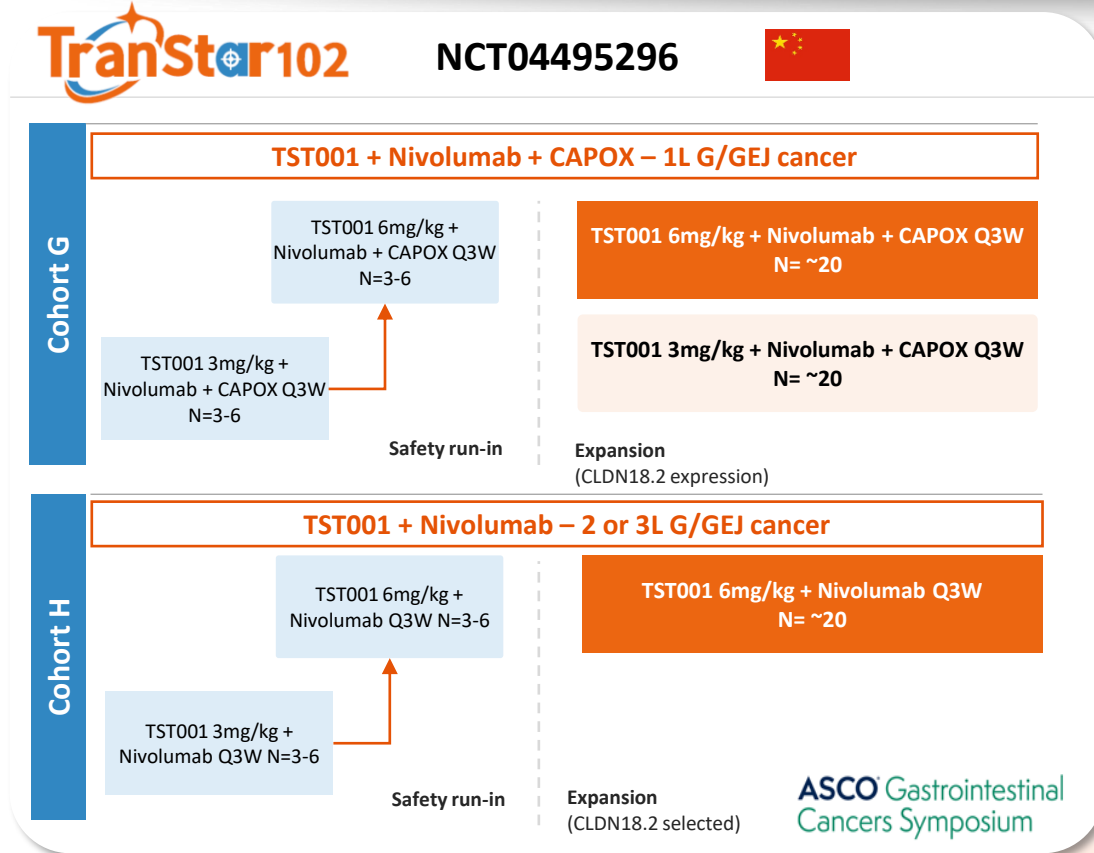 TranStar102
NCT04495296
Cohort G
TST001 + Nivolumab + CAPOX – 1L G/GEJ cancer
TST001 6mg/kg +
Nivolumab + CAPOX Q3W
N=3-6
TST001 3mg/kg +
Nivolumab + CAPOX Q3W
N=3-6
Safety run-in
TST001 6mg/kg + Nivolumab + CAPOX Q3W
N= ~20
TST001 3mg/kg + Nivolumab + CAPOX Q3W
N= ~20
Expansion
(CLDN18.2 expression)
Cohort H
TST001 + Nivolumab – 2 or 3L G/GEJ cancer
TST001 6mg/kg +
Nivolumab Q3W N=3-6
TST001 3mg/kg +
Nivolumab Q3W N=3-6
Safety run-in
TST001 6mg/kg + Nivolumab Q3W
N= ~20
Expansion
(CLDN18.2 selected)
ASCO Gastrointestinal
Cancers Symposium